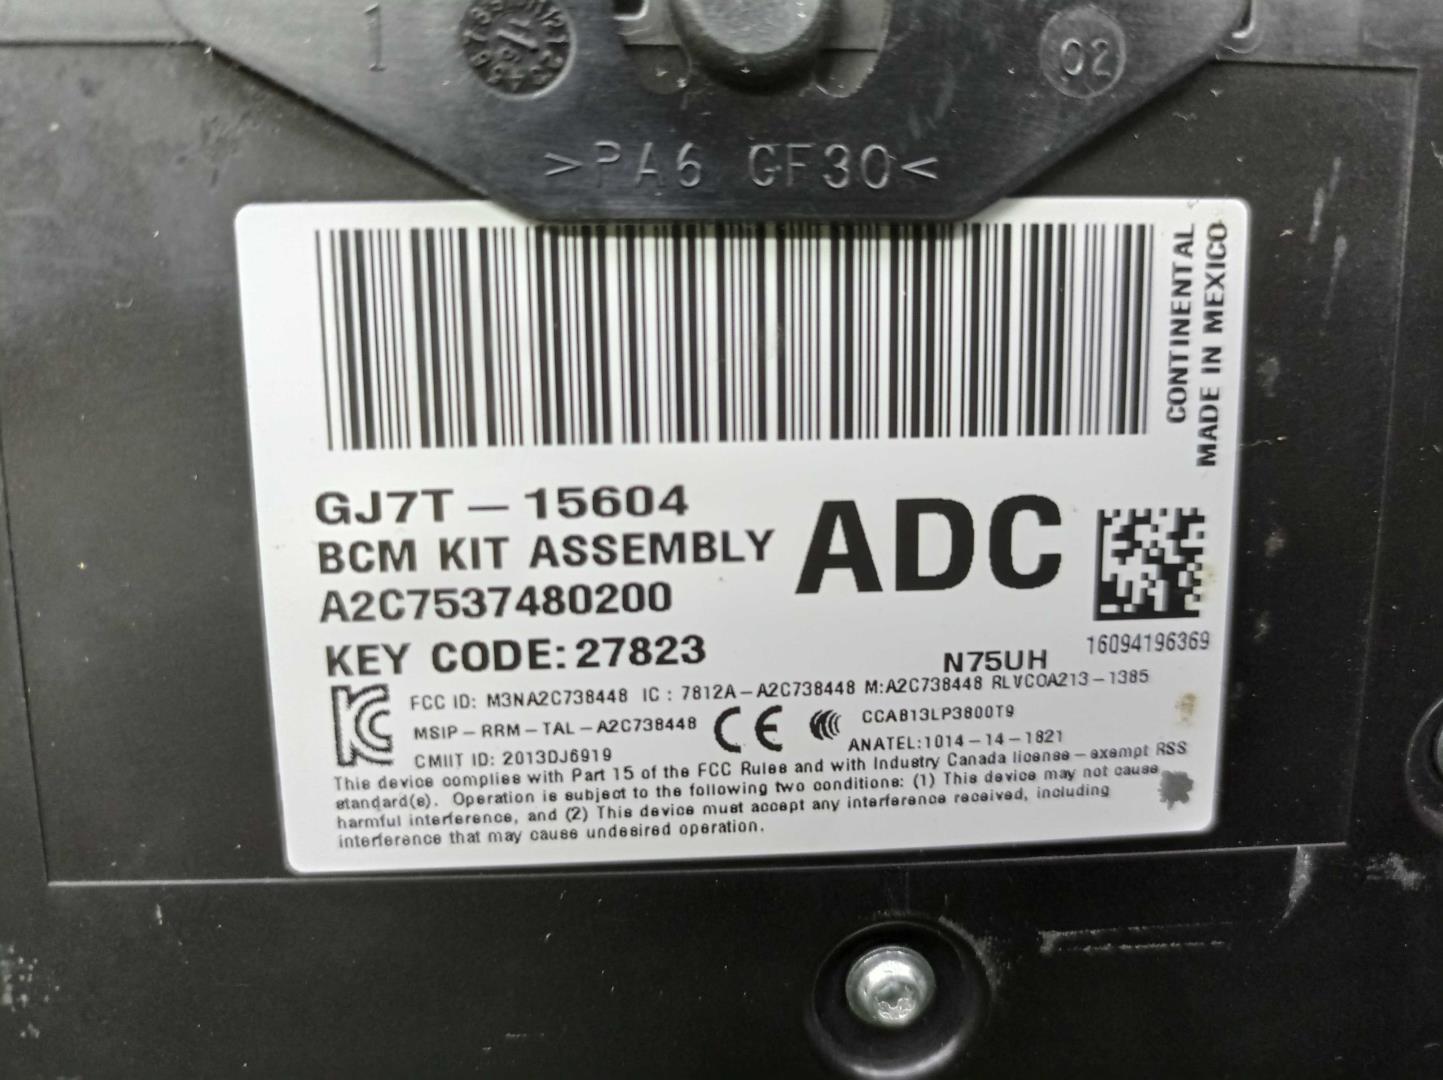 1
02
>PA6 GF30<
CONTINENTAL
MADE IN MEXICO
GJ7T – 15604
BCM KIT ASSEMBLY
ADC
A2C7537480200
KEY CODE: 27823
N75UH
16094196369
FCC ID: M3NA2C738448 IC : 7812A–A2C738448 M:A2C738448 RLVCOA213–1385
MSIP–RRM–TAL–A2C738448
CE
CCAB13LP3800T9
CMIIT ID: 2013DJ6919
ANATEL:1014–14–1821
This device complies with Part 15 of the FCC Rules and with Industry Canada license–exempt RSS
standard(s). Operation is subject to the following two conditions: (1) This device may not cause
harmful interference, and (2) This device must accept any interference received, including
interference that may cause undesired operation.